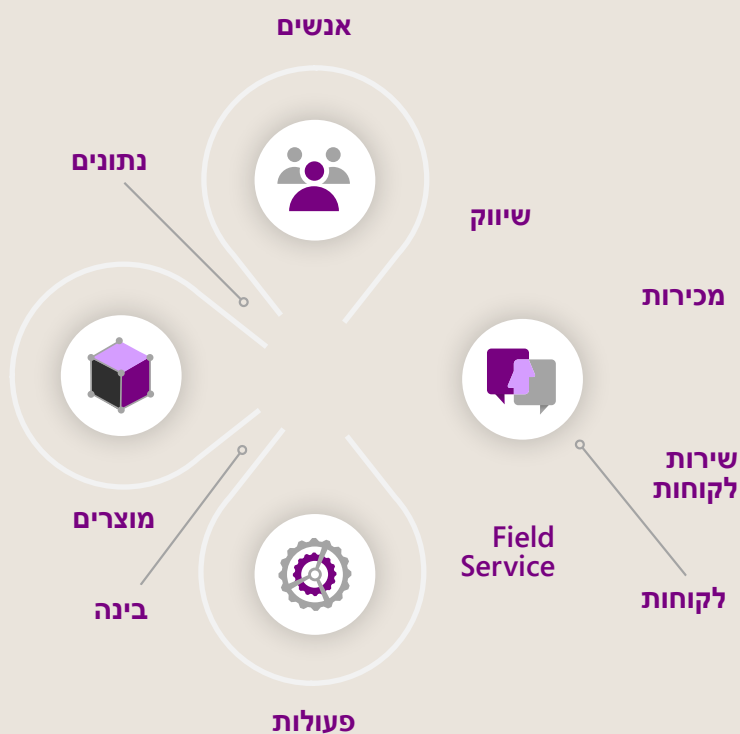 אנשים
נתונים
שיווק
מכירות
שירות
לקוחות
מוצרים
Field
Service
בינה
לקוחות
פעולות